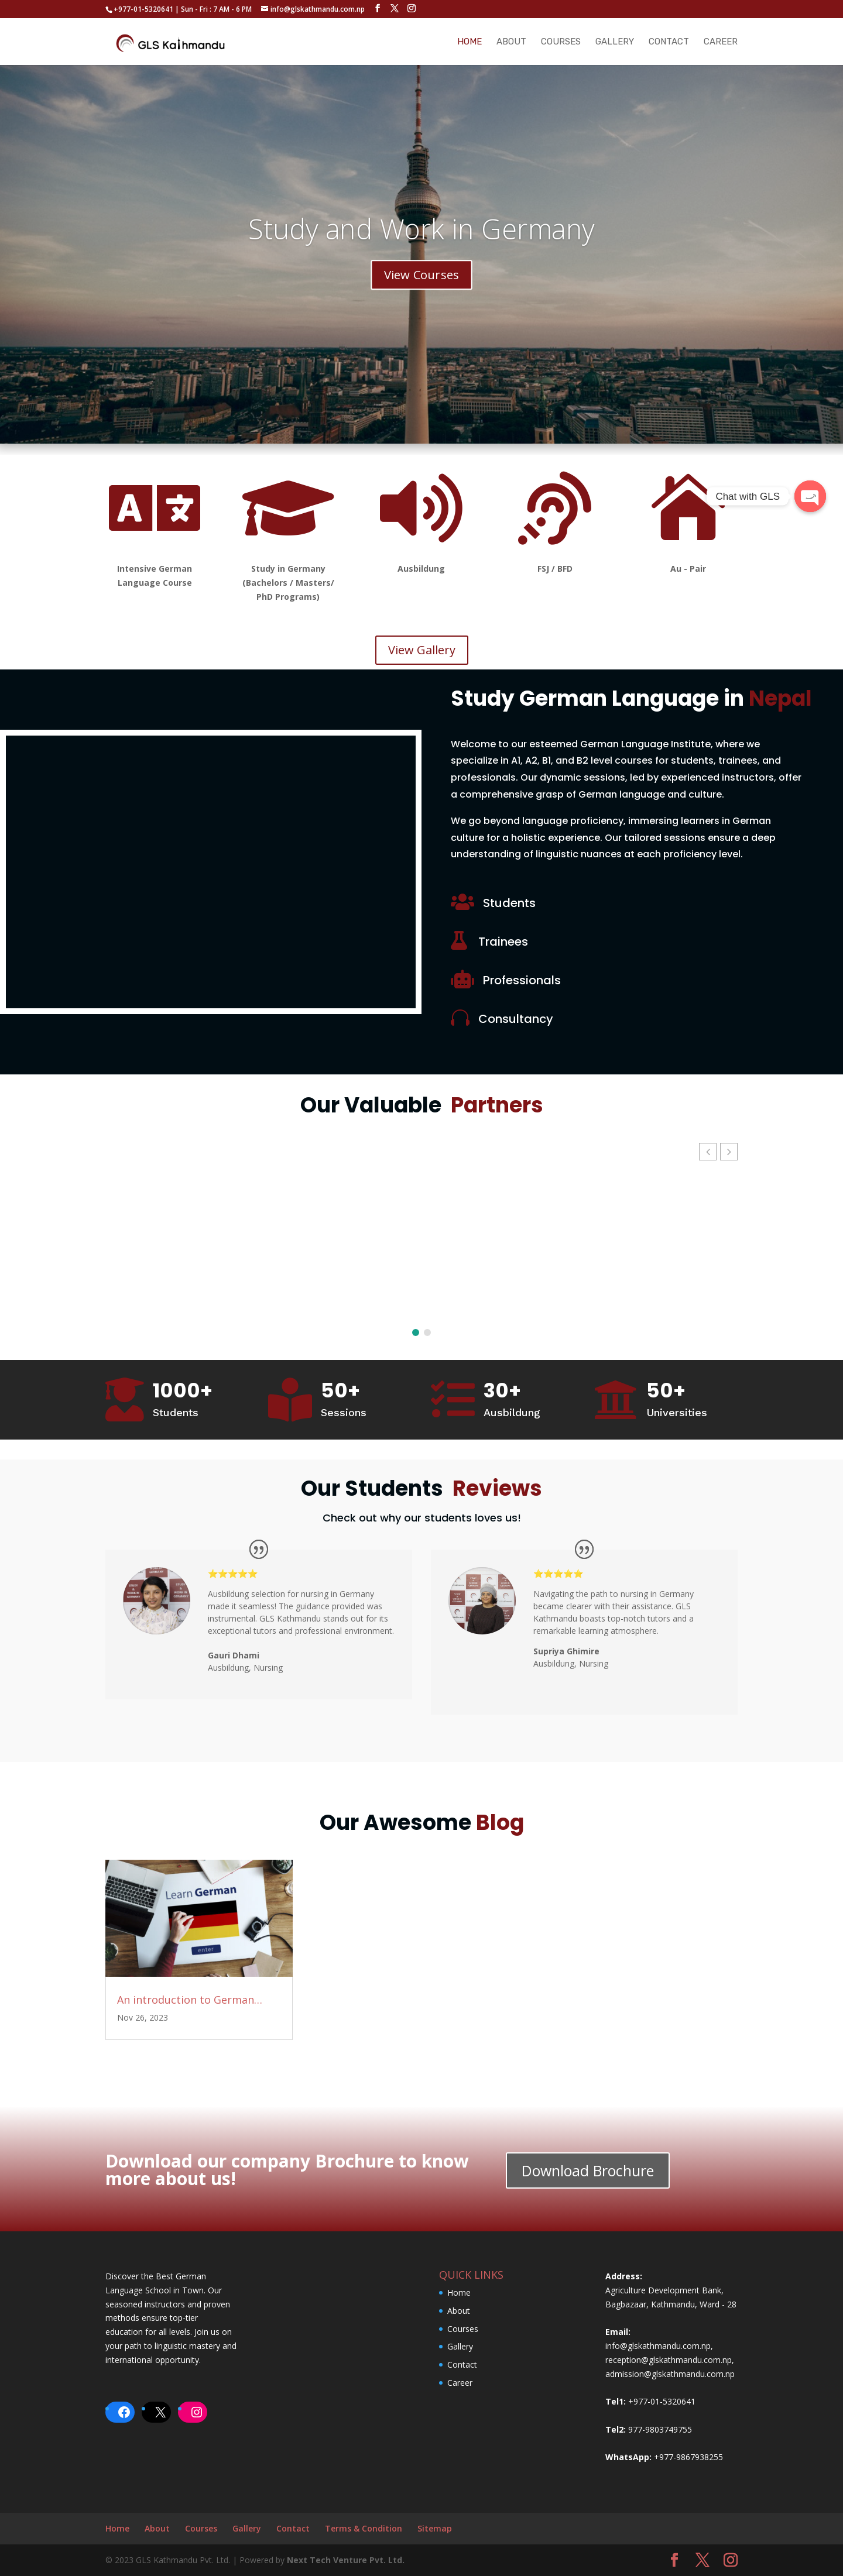 +977-01-5320641 | Sun - Fri : 7 AM - 6 PM info@glskathmandu.com.np
GLS Kathmandu
HOME ABOUT COURSES GALLERY CONTACT CAREER
Study and Work in Germany
View Courses
Chat with GLS
Intensive German
Language Course
Study in Germany
(Bachelors / Masters/
PhD Programs)
Ausbildung
FSJ / BFD
Au - Pair
View Gallery
Study German Language in Nepal
Welcome to our esteemed German Language Institute, where we
specialize in A1, A2, B1, and B2 level courses for students, trainees, and
professionals. Our dynamic sessions, led by experienced instructors, offer
a comprehensive grasp of German language and culture.
We go beyond language proficiency, immersing learners in German
culture for a holistic experience. Our tailored sessions ensure a deep
understanding of linguistic nuances at each proficiency level.
Students
Trainees
Professionals
Consultancy
Our Valuable Partners
1000+
Students
50+
Sessions
30+
Ausbildung
50+
Universities
Our Students Reviews
Check out why our students loves us!
Ausbildung selection for nursing in Germany
made it seamless! The guidance provided was
instrumental. GLS Kathmandu stands out for its
exceptional tutors and professional environment.
Gauri Dhami
Ausbildung, Nursing
Navigating the path to nursing in Germany
became clearer with their assistance. GLS
Kathmandu boasts top-notch tutors and a
remarkable learning atmosphere.
Supriya Ghimire
Ausbildung, Nursing
Our Awesome Blog
Learn German
enter
An introduction to German...
Nov 26, 2023
Download our company Brochure to know
more about us!
Download Brochure
Discover the Best German
Language School in Town. Our
seasoned instructors and proven
methods ensure top-tier
education for all levels. Join us on
your path to linguistic mastery and
international opportunity.
QUICK LINKS
Home
About
Courses
Gallery
Contact
Career
Address:
Agriculture Development Bank,
Bagbazaar, Kathmandu, Ward - 28
Email:
info@glskathmandu.com.np,
reception@glskathmandu.com.np,
admission@glskathmandu.com.np
Tel1: +977-01-5320641
Tel2: 977-9803749755
WhatsApp: +977-9867938255
Home About Courses Gallery Contact Terms & Condition Sitemap
© 2023 GLS Kathmandu Pvt. Ltd. | Powered by Next Tech Venture Pvt. Ltd.